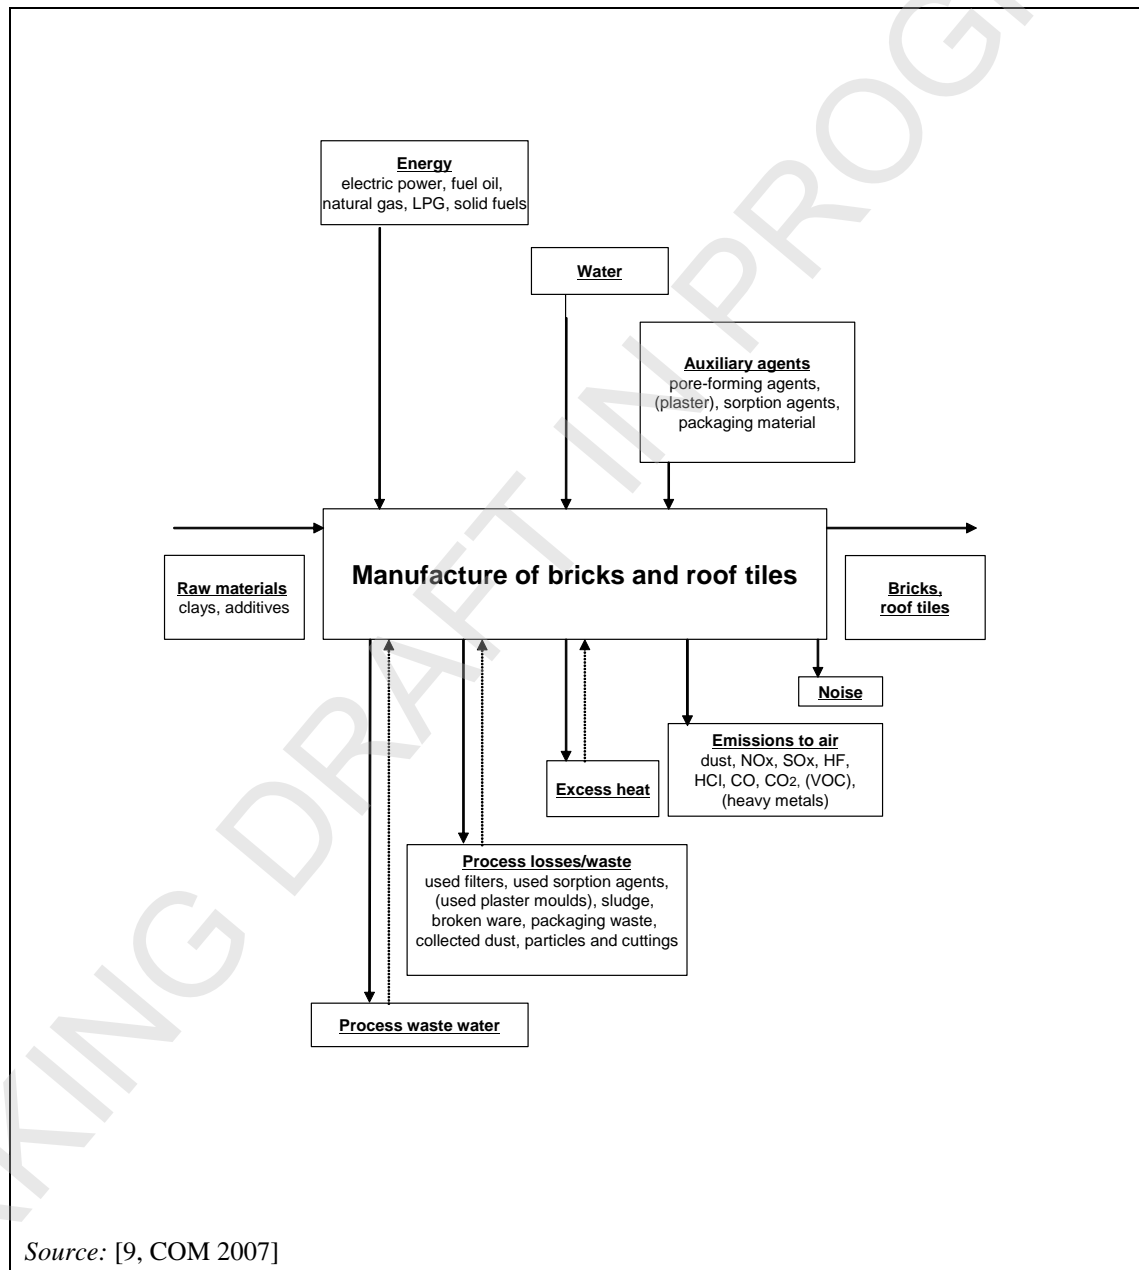 Energy
electric power, fuel oil,
natural gas, LPG, solid fuels
Water
Auxiliary agents
pore-forming agents,
(plaster), sorption agents,
packaging material
Manufacture of bricks and roof tiles
Raw materials
clays, additives
Bricks,
roof tiles
Noise
Emissions to air
dust, NOx, SOx, HF,
HCl, CO, CO2, (VOC),
(heavy metals)
Excess heat
Process losses/waste
used filters, used sorption agents,
(used plaster moulds), sludge,
broken ware, packaging waste,
collected dust, particles and cuttings
Process waste water
Source: [9, COM 2007]
DRAFT IN